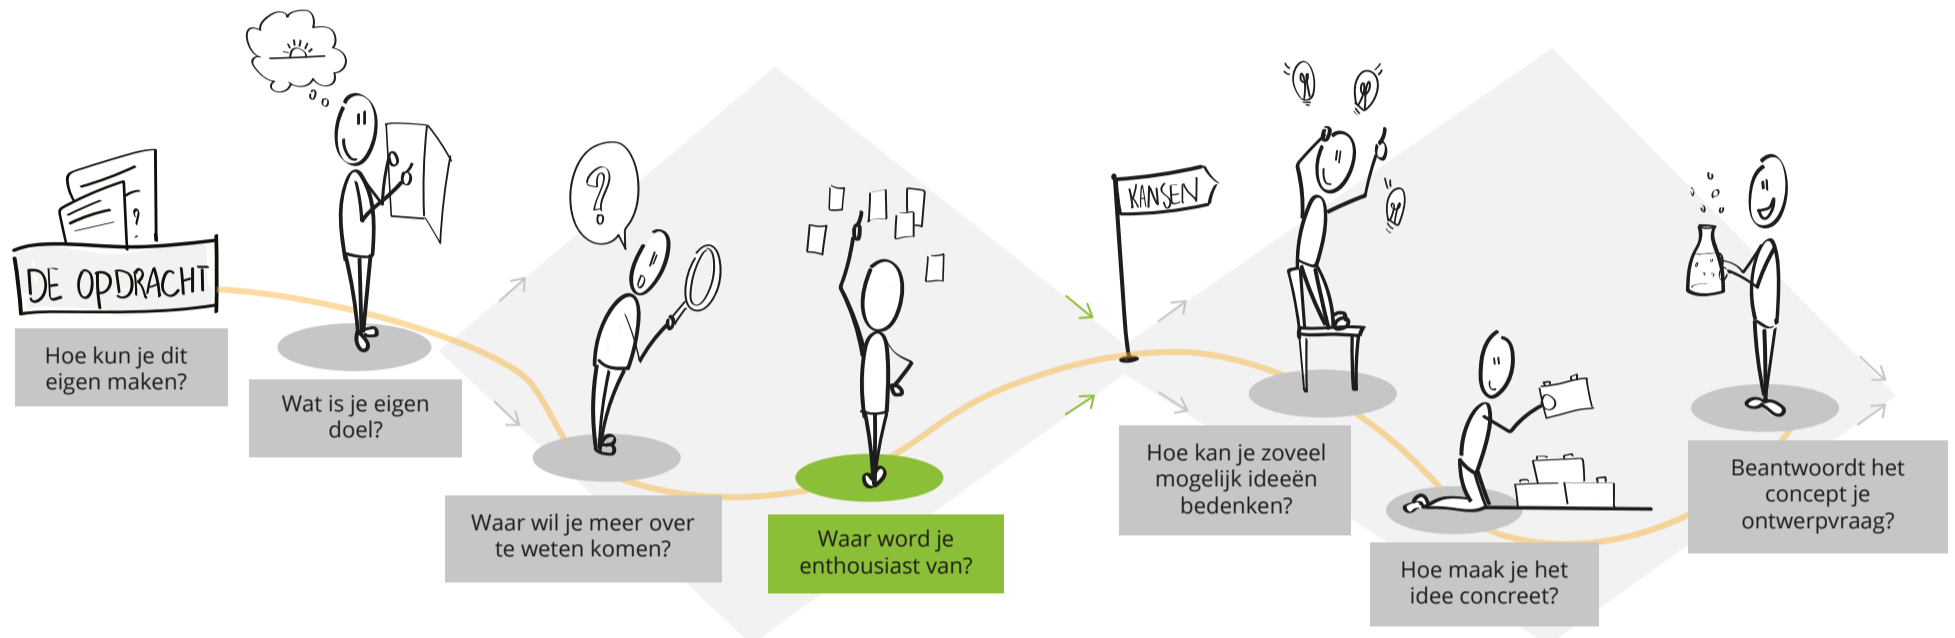 DE OPDRACHT
Hoe kun je dit
eigen maken?
Wat is je eigen
doel?
?
?
Waar wil je meer over
te weten komen?
Waar word je
enthousiast van?
KANSEN
Hoe kan je zoveel
mogelijk ideeën
bedenken?
Hoe maak je het
idee concreet?
Beantwoordt het
concept je
ontwerpvraag?